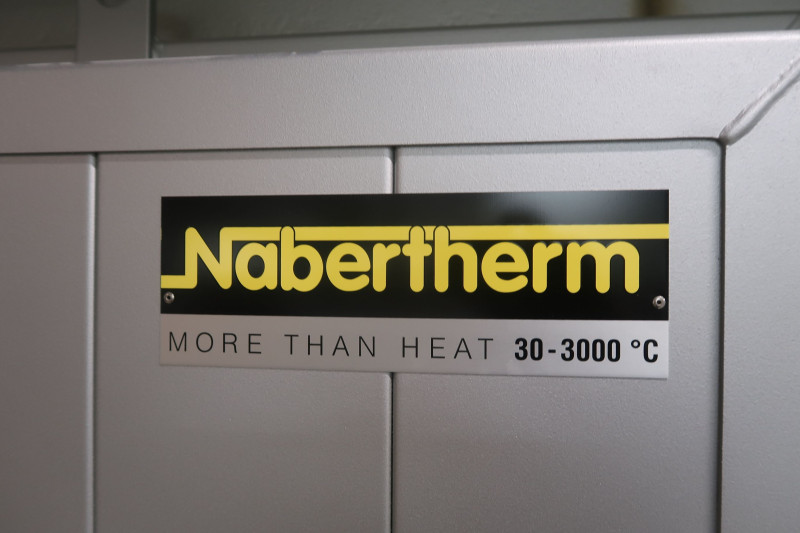 Nabertherm
MORE THAN HEAT 30-3000 °C